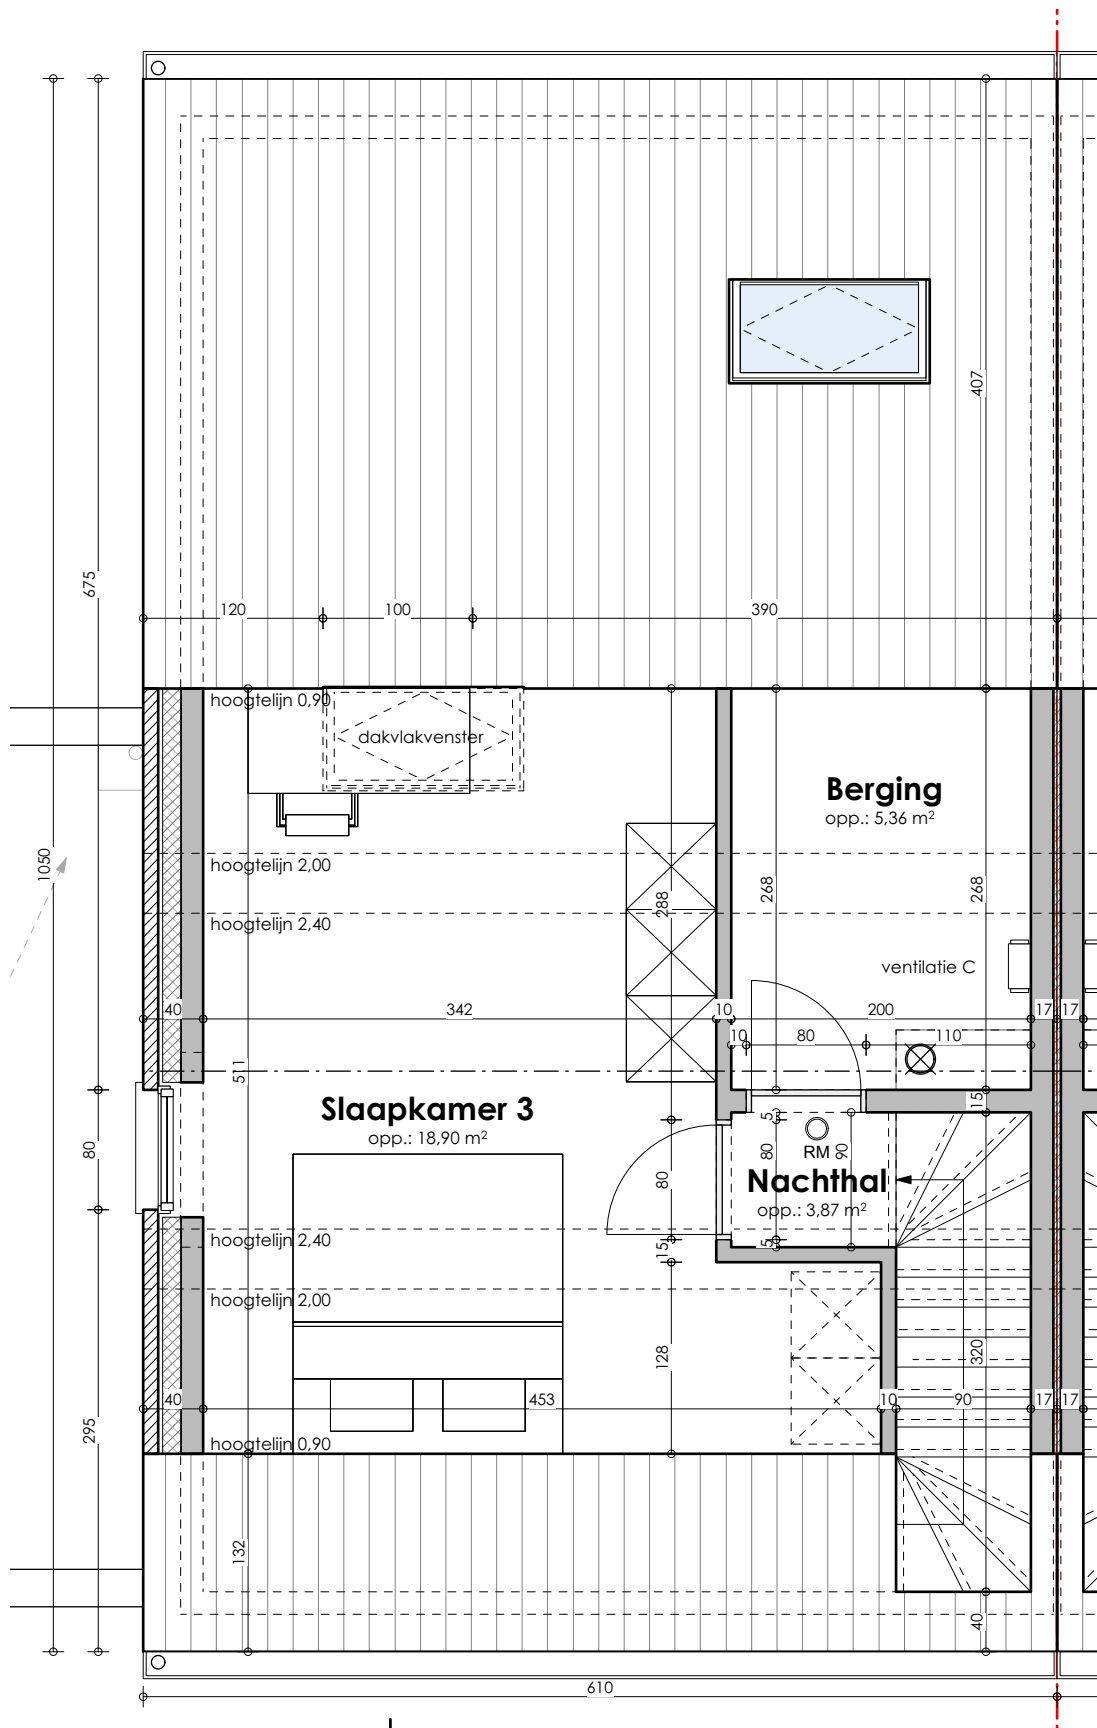 407
675
120
100
390
hoogtelijn 0,90
dakvlakvenster
Berging
opp.: 5,36 m²
hoogtelijn 2,00
1050
288
268
268
hoogtelijn 2,40
ventilatie C
40
342
10
200
17
17
10
80
110
511
Slaapkamer 3
opp.: 18,90 m²
15
5
80
80
80
90
RM
Nachthal
opp.: 3,87 m²
hoogtelijn 2,40
15
5
hoogtelijn 2,00
128
320
40
453
10
90
17
17
295
hoogtelijn 0,90
132
40
610